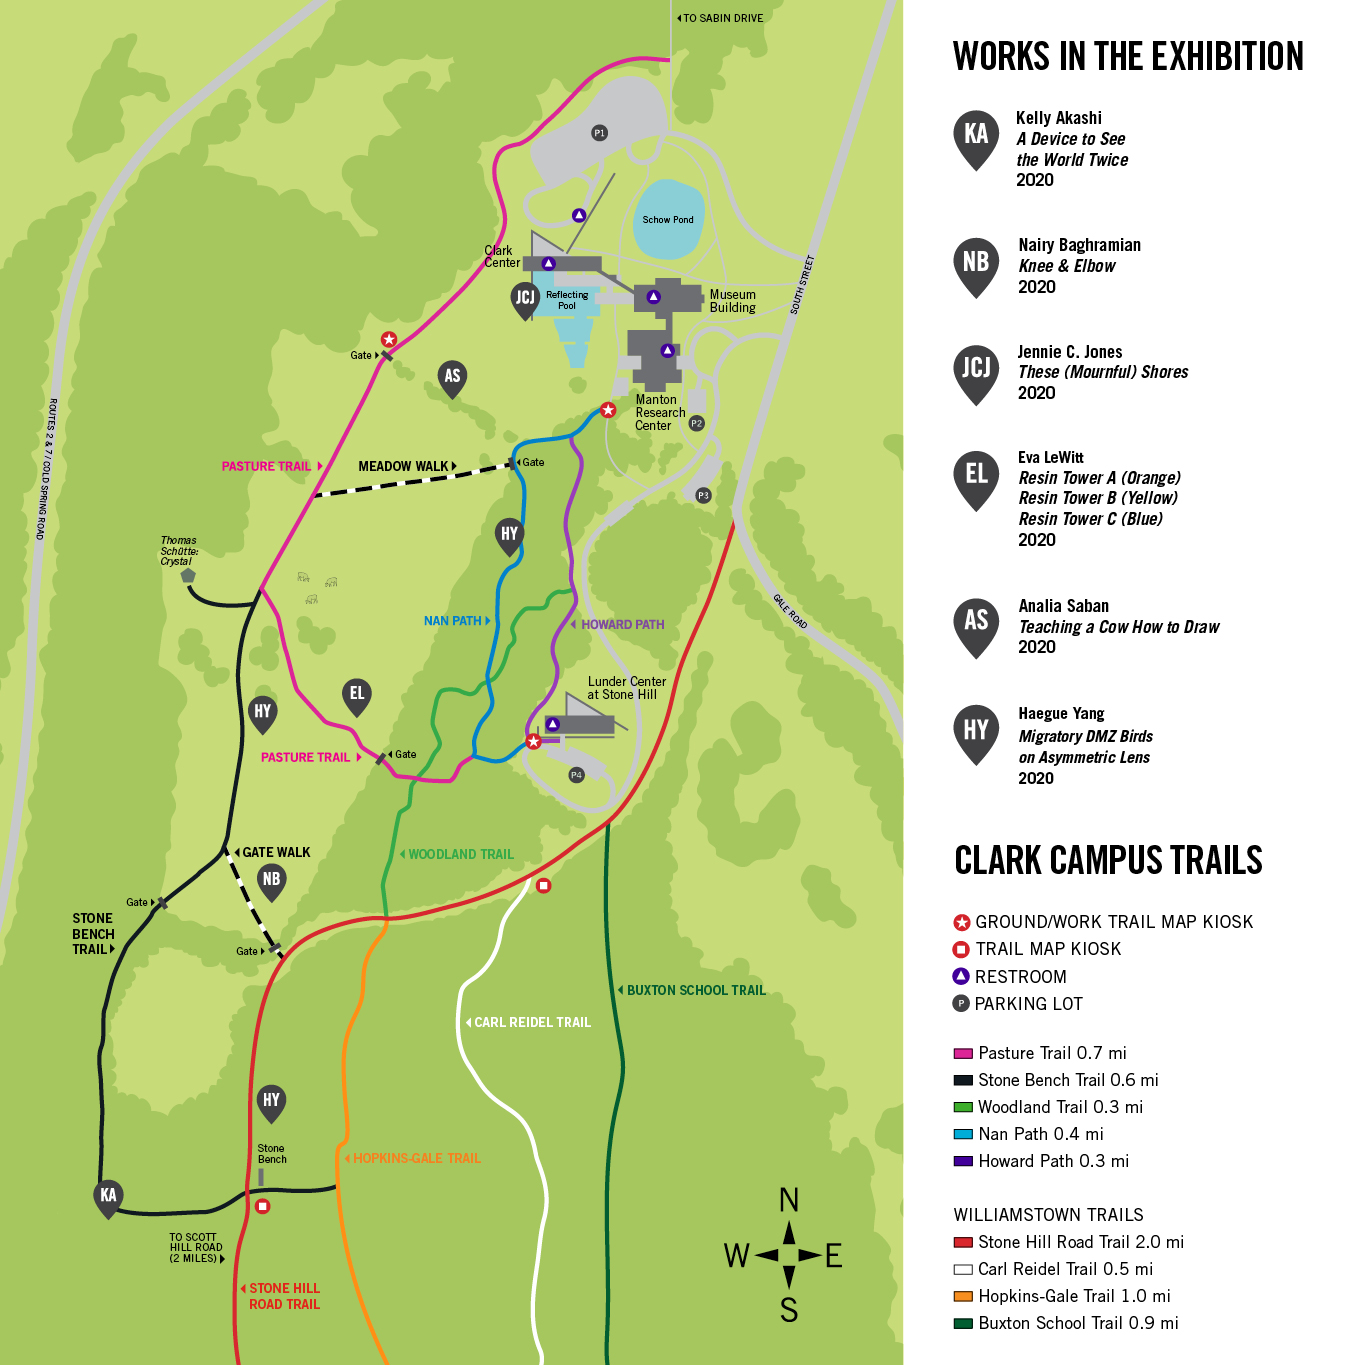 TO SABIN DRIVE
P1
Schow Pond
Clark
Center
JCJ
Reflecting
Pool
Museum
Building
SOUTH STREET
Gate
AS
Manton
Research
Center
P2
PASTURE TRAIL
MEADOW WALK
Gate
P3
ROUTES 2 & 7 / COLD SPRING ROAD
HY
Thomas
Schütte:
Crystal
NAN PATH
HOWARD PATH
GALE ROAD
Lunder Center
at Stone Hill
EL
HY
PASTURE TRAIL
Gate
P4
GATE WALK
WOODLAND TRAIL
NB
Gate
STONE
BENCH
TRAIL
Gate
BUXTON SCHOOL TRAIL
CARL REIDEL TRAIL
HY
Stone
Bench
HOPKINS-GALE TRAIL
KA
TO SCOTT
HILL ROAD
(2 MILES)
STONE HILL
ROAD TRAIL
N
W E
S
WORKS IN THE EXHIBITION
KA
Kelly Akashi
A Device to See
the World Twice
2020
NB
Nairy Baghramian
Knee & Elbow
2020
JCJ
Jennie C. Jones
These (Mournful) Shores
2020
EL
Eva LeWitt
Resin Tower A (Orange)
Resin Tower B (Yellow)
Resin Tower C (Blue)
2020
AS
Analia Saban
Teaching a Cow How to Draw
2020
HY
Haegue Yang
Migratory DMZ Birds
on Asymmetric Lens
2020
CLARK CAMPUS TRAILS
GROUND/WORK TRAIL MAP KIOSK
TRAIL MAP KIOSK
RESTROOM
P PARKING LOT
Pasture Trail 0.7 mi
Stone Bench Trail 0.6 mi
Woodland Trail 0.3 mi
Nan Path 0.4 mi
Howard Path 0.3 mi
WILLIAMSTOWN TRAILS
Stone Hill Road Trail 2.0 mi
Carl Reidel Trail 0.5 mi
Hopkins-Gale Trail 1.0 mi
Buxton School Trail 0.9 mi